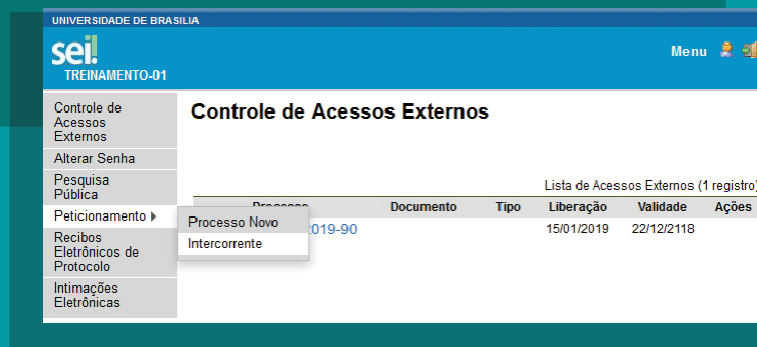 UNIVERSIDADE DE BRASILIA
sei!
TREINAMENTO-01
Menu
Controle de
Acessos
Externos
Alterar Senha
Pesquisa
Pública
Peticionamento
Recibos
Eletrônicos de
Protocolo
Intimações
Eletrônicas
Processo Novo
Intercorrente
Controle de Acessos Externos
Lista de Acessos Externos (1 registro)
Processo Documento Tipo Liberação Validade Ações
019-90 15/01/2019 22/12/2118